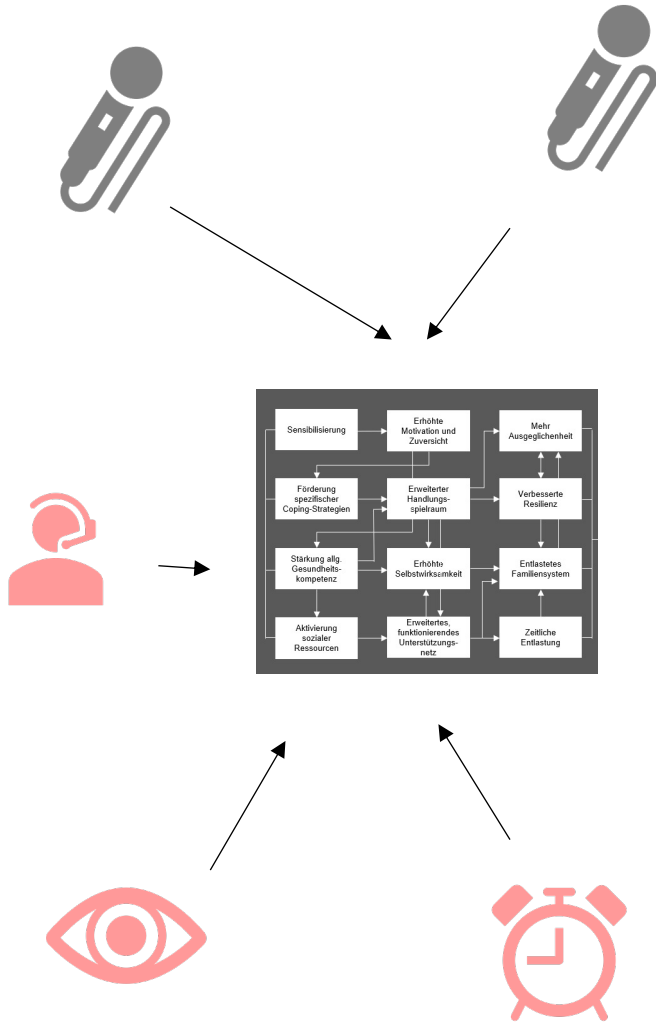 Sensibilisierung
Erhöhte
Motivation und
Zuversicht
Mehr
Ausgeglichenheit
Förderung
spezifischer
Coping-Strategien
Erweiterter
Handlungs-
spielraum
Verbesserte
Resilienz
Stärkung allg.
Gesundheits-
kompetenz
Erhöhte
Selbstwirksamkeit
Entlastetes
Familiensystem
Aktivierung
sozialer
Ressourcen
Erweitertes,
funktionierendes
Unterstützungs-
netz
Zeitliche
Entlastung